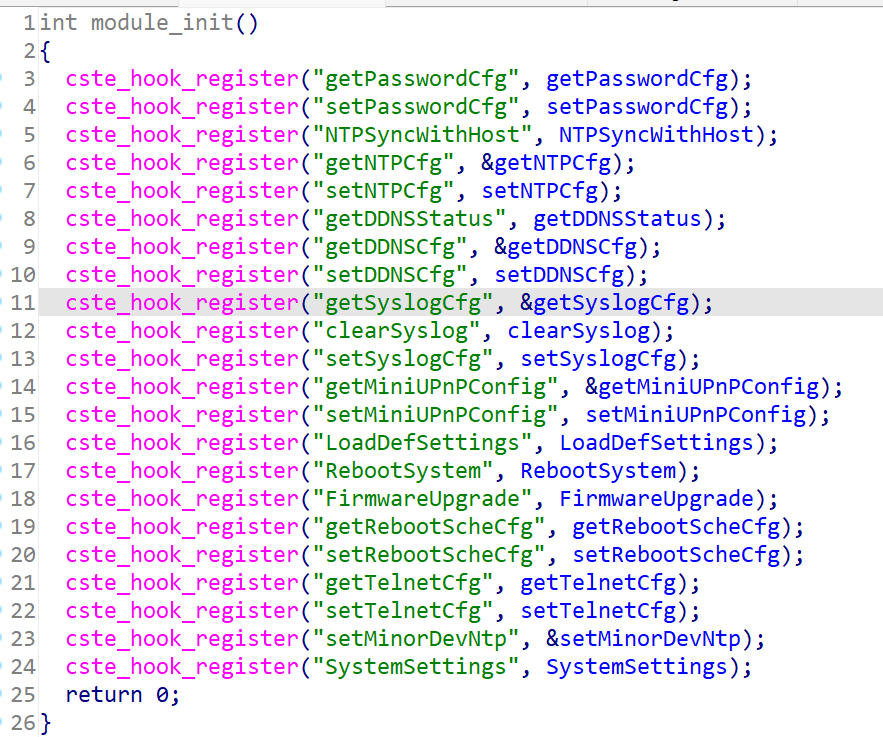 1 int module_init()
2 {
3 cste_hook_register("getPasswordCfg", getPasswordCfg);
4 cste_hook_register("setPasswordCfg", setPasswordCfg);
5 cste_hook_register("NTPSyncWithHost", NTPSyncWithHost);
6 cste_hook_register("getNTPCfg", &getNTPCfg);
7 cste_hook_register("setNTPCfg", setNTPCfg);
8 cste_hook_register("getDDNSStatus", getDDNSStatus);
9 cste_hook_register("getDDNSCfg", &getDDNSCfg);
10 cste_hook_register("setDDNSCfg", setDDNSCfg);
11 cste_hook_register("getSyslogCfg", &getSyslogCfg);
12 cste_hook_register("clearSyslog", clearSyslog);
13 cste_hook_register("setSyslogCfg", setSyslogCfg);
14 cste_hook_register("getMiniUPnPConfig", &getMiniUPnPConfig);
15 cste_hook_register("setMiniUPnPConfig", setMiniUPnPConfig);
16 cste_hook_register("LoadDefSettings", LoadDefSettings);
17 cste_hook_register("RebootSystem", RebootSystem);
18 cste_hook_register("FirmwareUpgrade", FirmwareUpgrade);
19 cste_hook_register("getRebootScheCfg", getRebootScheCfg);
20 cste_hook_register("setRebootScheCfg", setRebootScheCfg);
21 cste_hook_register("getTelnetCfg", getTelnetCfg);
22 cste_hook_register("setTelnetCfg", setTelnetCfg);
23 cste_hook_register("setMinorDevNtp", &setMinorDevNtp);
24 cste_hook_register("SystemSettings", SystemSettings);
25 return 0;
26 }